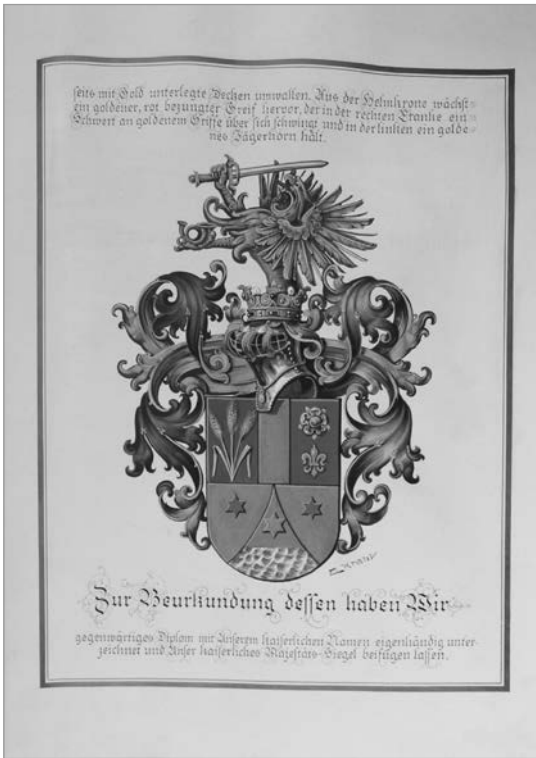 seits mit Gold unterlegte Decken umwallen. Aus der Helmkrone wächst
ein goldener, rot bezungter Greif hervor, der in der rechten Pranke ein
Schwert an goldenem Griffe über sich schwingt und in der linken ein golde-
nes Jägerhorn hält.
Zur Beurkundung dessen haben Wir
gegenwärtiges Diplom mit Unserem kaiserlichen Namen eigenhändig unter-
zeichnet und Unser kaiserliches Majestäts-Siegel beifügen lassen.